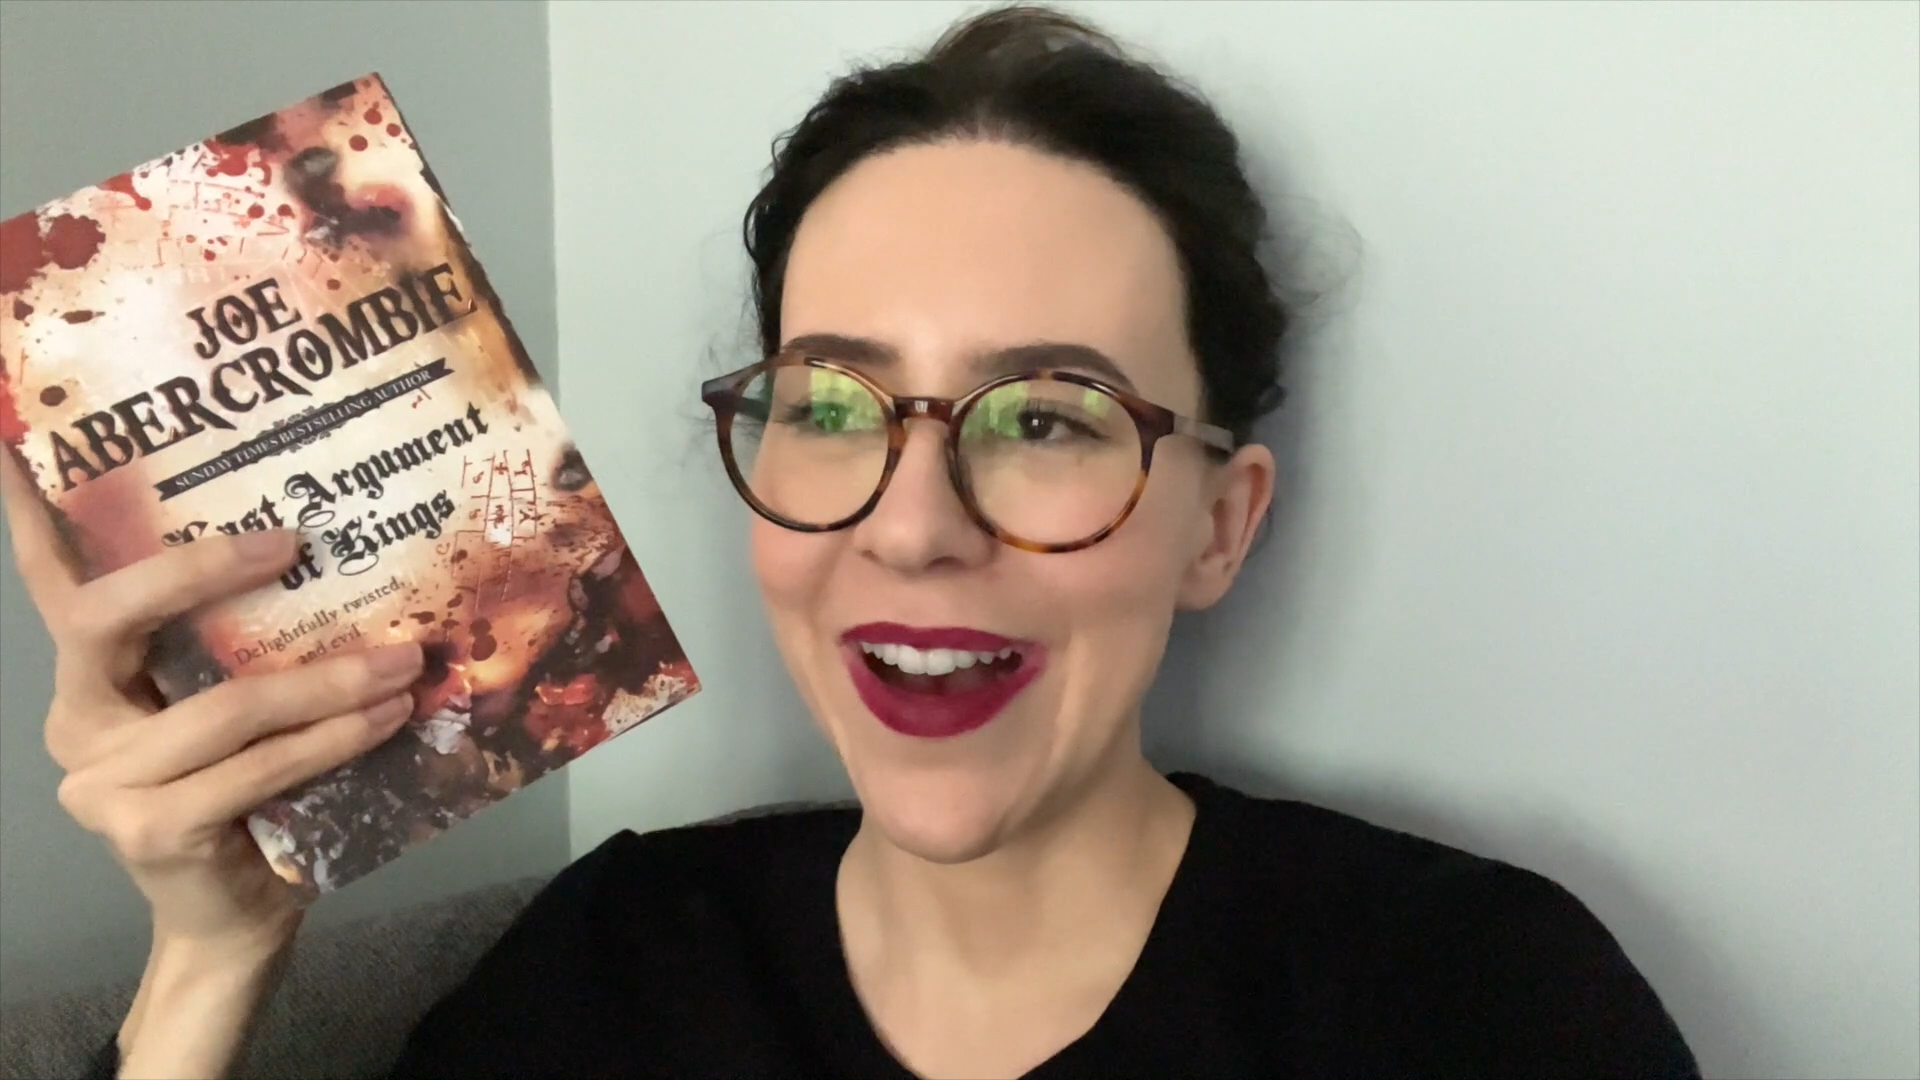 JOE
ABERCROMBIE
SUNDAY TIMES BESTSELLING AUTHOR
Last Argument
of Kings
Delightfully twisted,
and evil